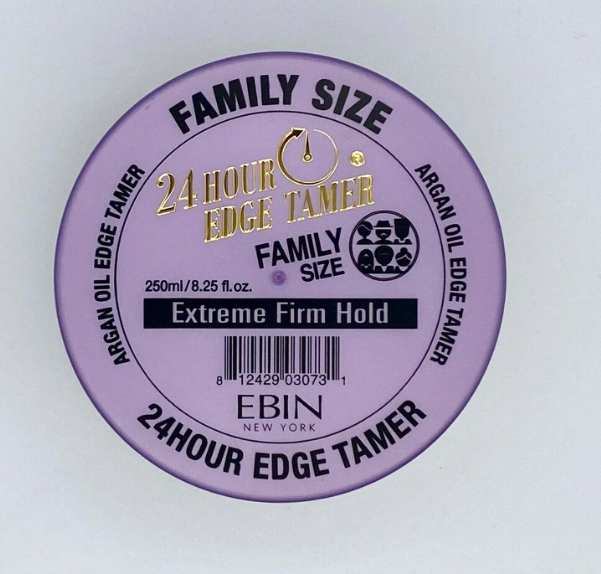 FAMILY SIZE
24 HOUR
EDGE TAMER
®
FAMILY
SIZE
250ml/8.25 fl.oz.
Extreme Firm Hold
8 12429 03073 1
EBIN
NEW YORK
ARGAN OIL EDGE TAMER
ARGAN OIL EDGE TAMER
24HOUR EDGE TAMER